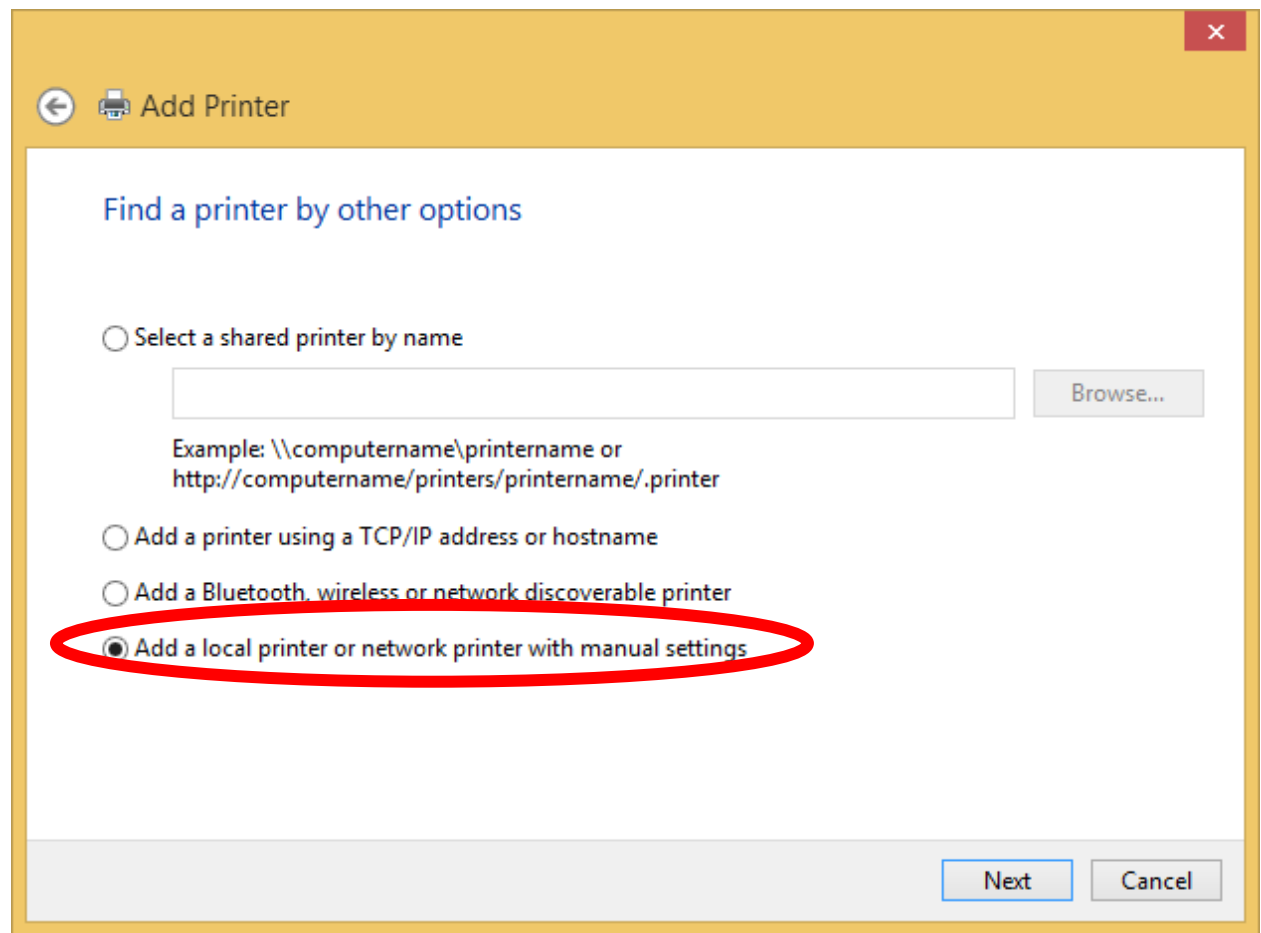 Add Printer
Find a printer by other options
Select a shared printer by name
Browse...
Example: \\computername\printername or
http://computername/printers/printername/.printer
Add a printer using a TCP/IP address or hostname
Add a Bluetooth, wireless or network discoverable printer
Add a local printer or network printer with manual settings
Next
Cancel